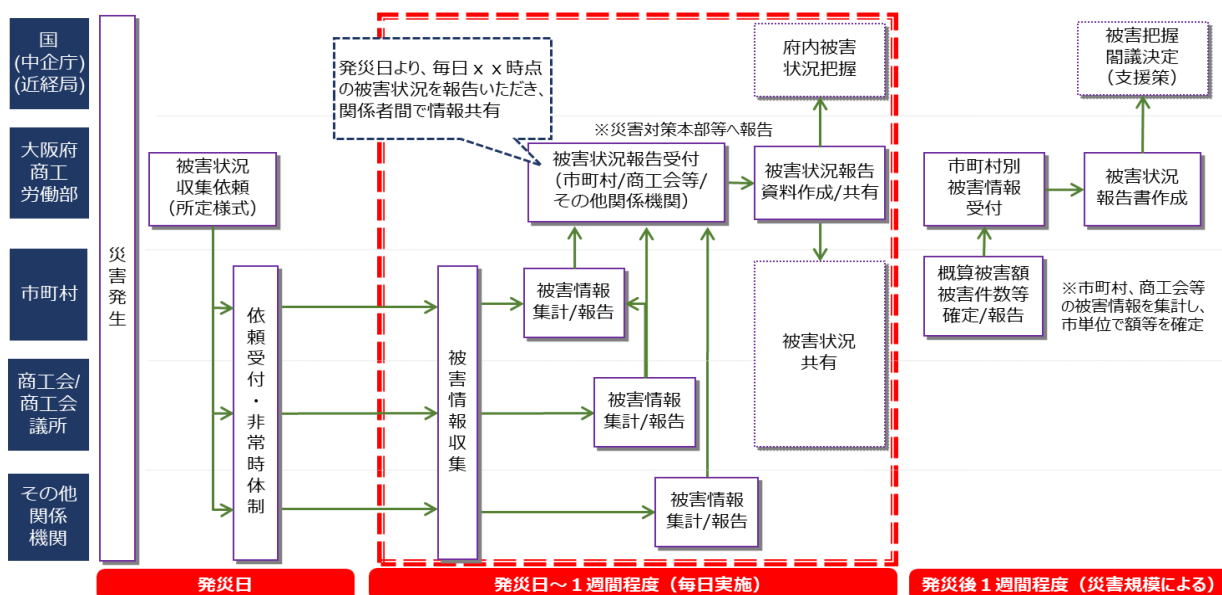 国
(中企庁)
(近経局)
大阪府
商工
労働部
市町村
商工会/
商工会
議所
その他
関係
機関
災害発生
被害状況
収集依頼
(所定様式)
依頼受付・非常時体制
発災日より、毎日ｘｘ時点
の被害状況を報告いただき、
関係者間で情報共有
※災害対策本部等へ報告
被害状況報告受付
(市町村/商工会等/
その他関係機関)
被害情報収集
被害情報
集計/報告
被害情報
集計/報告
被害情報
集計/報告
府内被害
状況把握
被害状況報告
資料作成/共有
被害状況
共有
被害把握
閣議決定
(支援策)
市町村別
被害情報
受付
被害状況
報告書作成
概算被害額
被害件数等
確定/報告
※市町村、商工会等
の被害情報を集計し、
市単位で額等を確定
発災日
発災日～１週間程度（毎日実施）
発災後１週間程度（災害規模による）